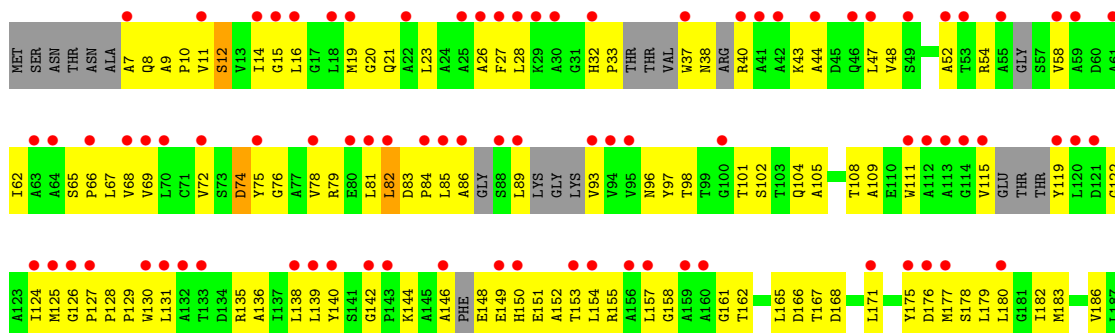 MET SER ASN THR ASN ALA A7 Q8 A9 P10 V11 S12 V13 I14 G15 L16 G17 L18 M19 G20 Q21 A22 L23 A24 A25 A26 F27 L28 K29 A30 G31 H32 P33 THR THR VAL W37 N38 ARG R40 A41 A42 K43 A44 D45 Q46 L47 V48 S49 A52 T53 R54 A55 GLY S57 V58 A59 D60
I62 A63 A64 S65 P66 L67 V68 V69 L70 C71 V72 S73 D74 Y75 G76 A77 V78 R79 E80 L81 L82 D83 P84 L85 A86 GLY S88 L89 LYS GLY LYS V93 V94 V95 N96 Y97 T98 T99 G100 T101 S102 T103 Q104 A105 T108 A109 E110 W111 A112 A113 G114 V115 GLU THR THR Y119 L120 D121
A123 I124 M125 G126 P127 P128 P129 W130 L131 A132 T133 D134 R135 A136 I137 L138 L139 Y140 S141 G142 P143 K144 A145 A146 PHE E148 E149 H150 E151 A152 T153 L154 R155 A156 L157 G158 A159 A160 G161 T162 L165 D166 T167 D168 L171 Y175 D176 M177 S178 L179 L180 G181 I182 M183 V186